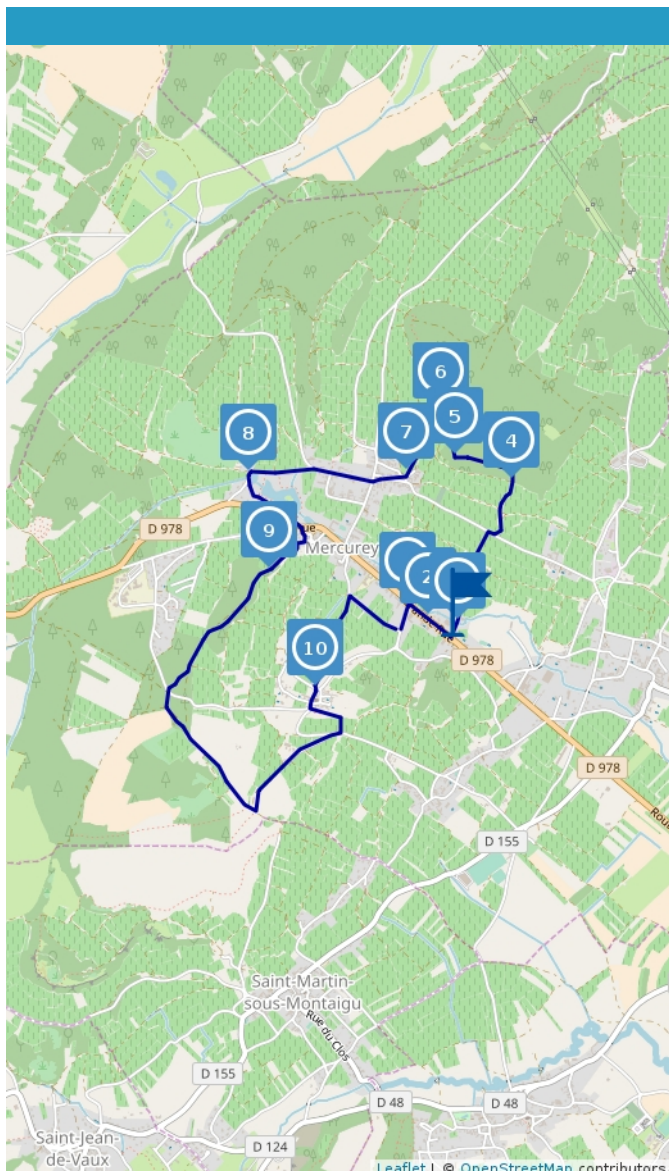 6
5
7
8
4
D 978
9
Mercurey
2
D 978
10
D 978
D 155
Saint-Martin-
sous-Montaigu
Rue du Clos
D 155
D 48
D 48
Saint-Jean-
de-Vaux
D 124
Leaflet | © OpenStreetMap contributors